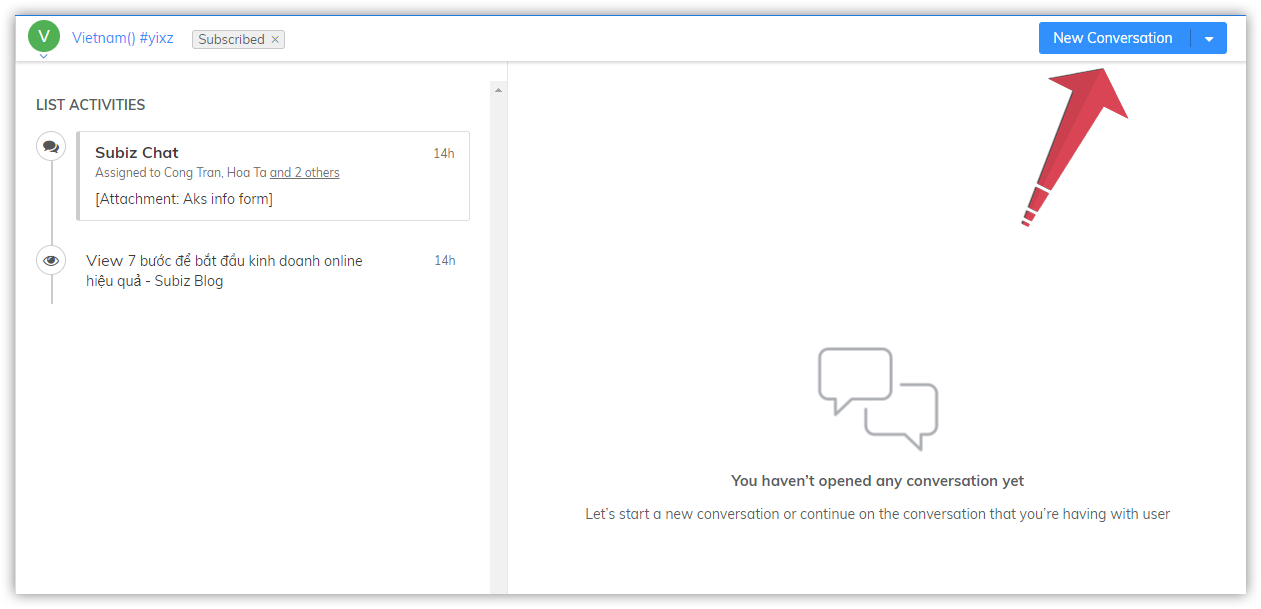 V
Vietnam() #yixz
Subscribed ×
New Conversation
LIST ACTIVITIES
Subiz Chat
14h
Assigned to Cong Tran, Hoa Ta and 2 others
[Attachment: Aks info form]
View 7 bước để bắt đầu kinh doanh online
14h
hiệu quả - Subiz Blog
You haven’t opened any conversation yet
Let’s start a new conversation or continue on the conversation that you’re having with user